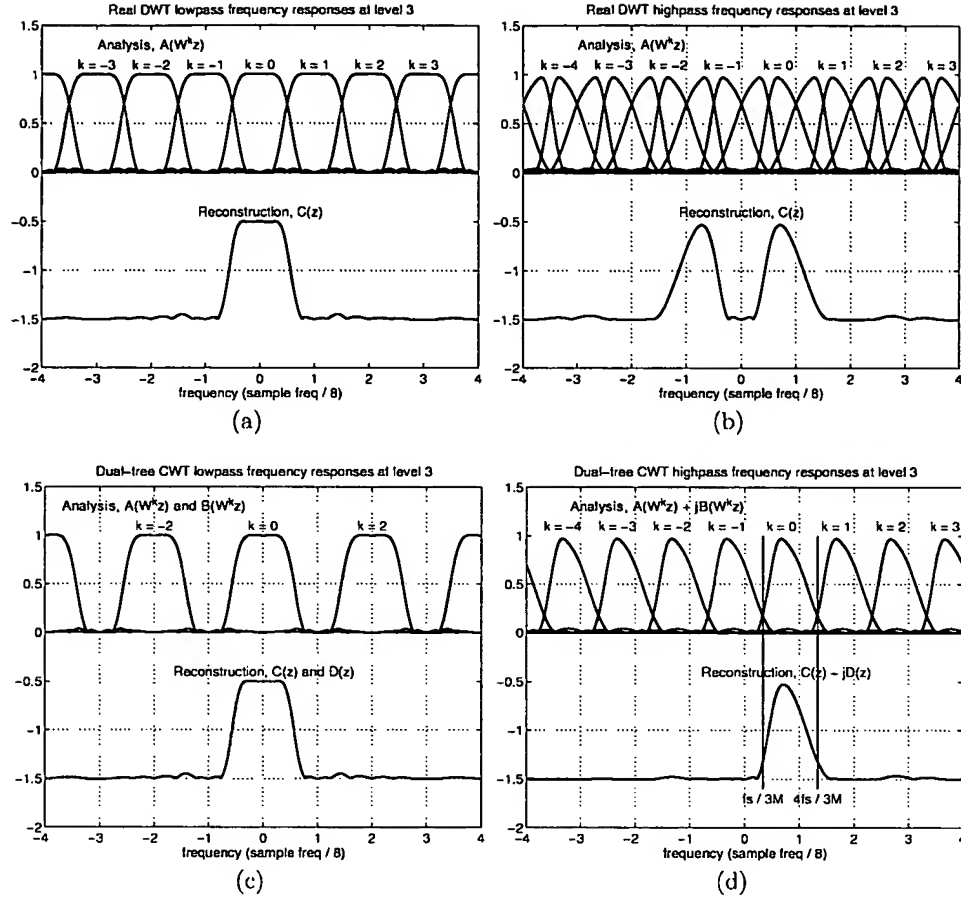 Real DWT lowpass frequency responses at level 3
Analysis, A(Wᵏz)
k = −3 k = −2 k = −1 k = 0 k = 1 k = 2 k = 3
1
0.5
0
Reconstruction, C(z)
−0.5
−1
−1.5
−2
−4 −3 −2 −1 0 1 2 3 4
frequency (sample freq / 8)
(a)
Real DWT highpass frequency responses at level 3
1.5
Analysis, A(Wᵏz)
k = −4 k = −3 k = −2 k = −1 k = 0 k = 1 k = 2 k = 3
1
0.5
0
Reconstruction, C(z)
−0.5
−1
−1.5
−2
−4 −3 −2 −1 0 1 2 3 4
frequency (sample freq / 8)
(b)
Dual−tree CWT lowpass frequency responses at level 3
1.5
Analysis, A(Wᵏz) and B(Wᵏz)
k = −2 k = 0 k = 2
1
0.5
0
Reconstruction, C(z) and D(z)
−0.5
−1
−1.5
−2
−4 −3 −2 −1 0 1 2 3 4
frequency (sample freq / 8)
(c)
Dual−tree CWT highpass frequency responses at level 3
1.5
Analysis, A(Wᵏz) + jB(Wᵏz)
k = −4 k = −3 k = −2 k = −1 k = 0 k = 1 k = 2 k = 3
1
0.5
0
Reconstruction, C(z) − jD(z)
−0.5
−1
−1.5
fs / 3M 4fs / 3M
−2
−4 −3 −2 −1 0 1 2 3 4
frequency (sample freq / 8)
(d)